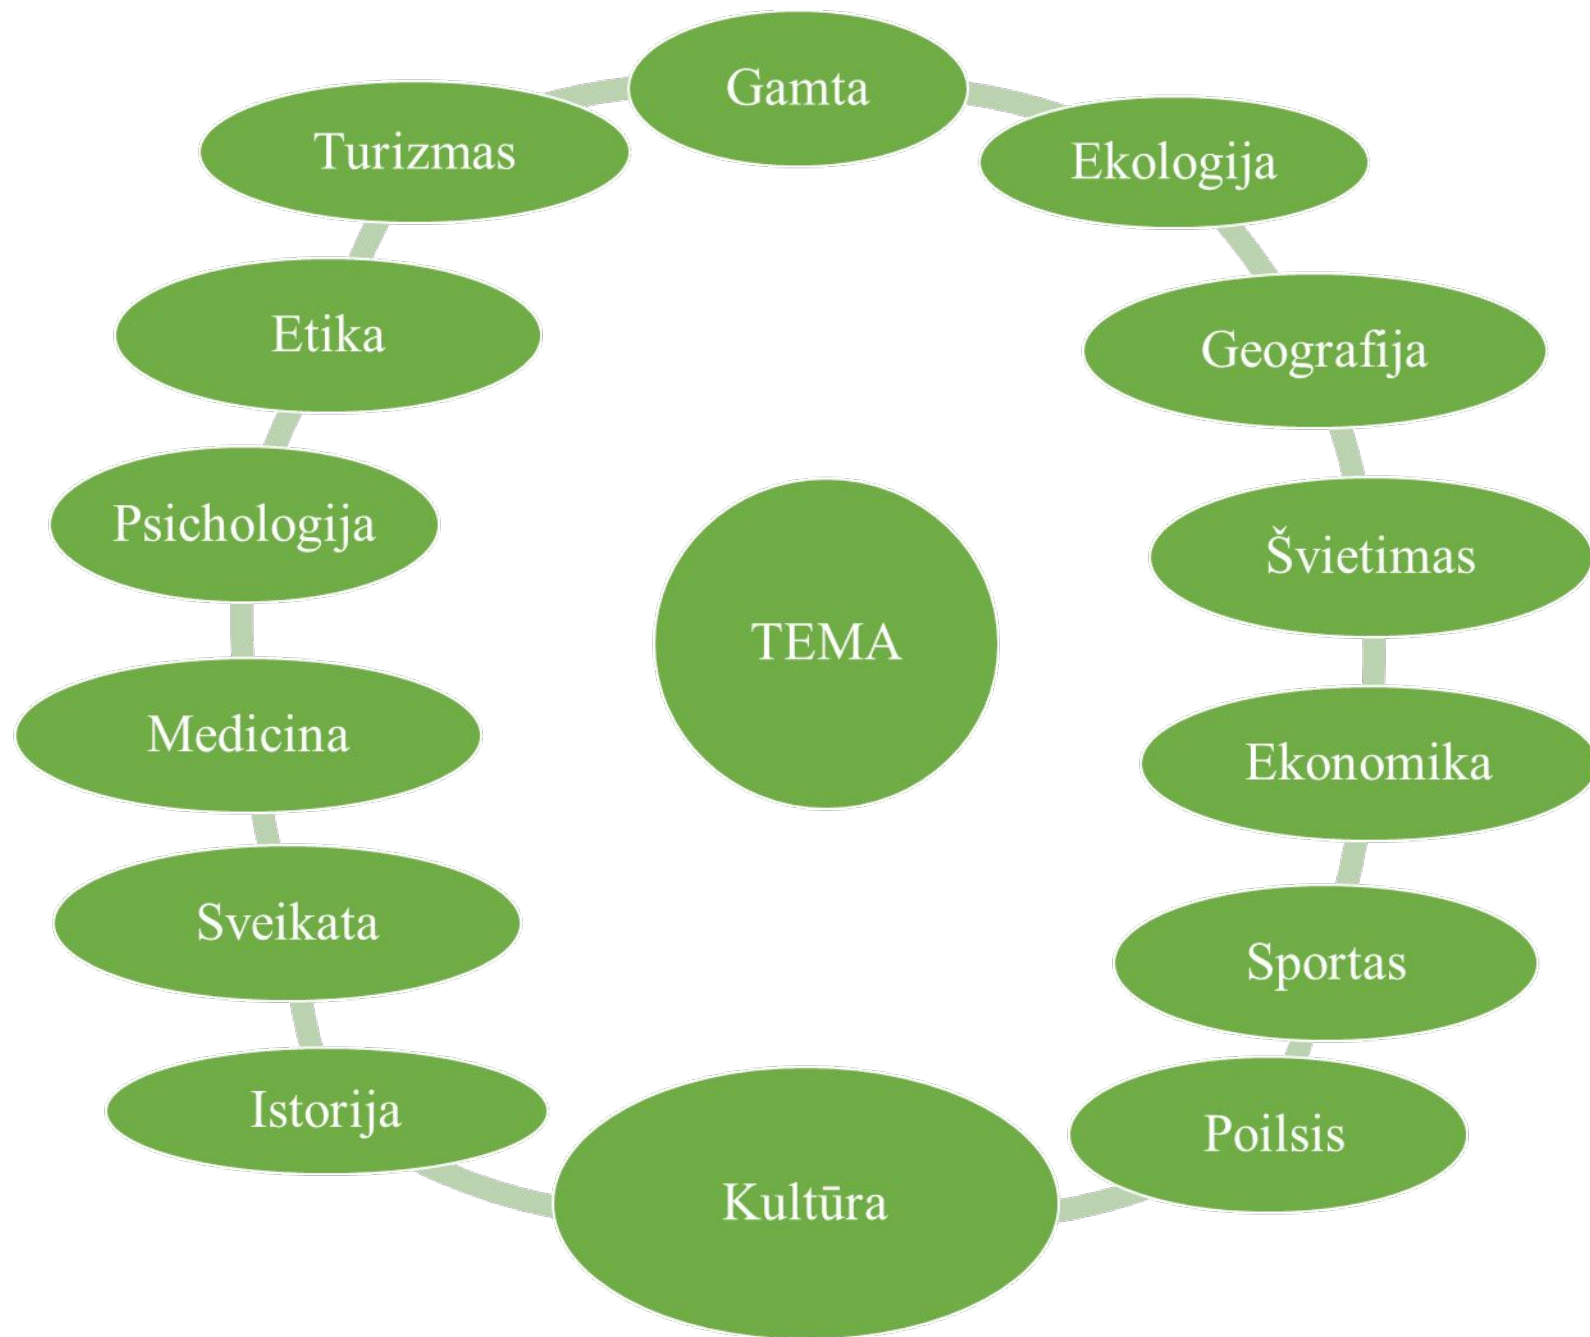 Gamta
Turizmas
Ekologija
Etika
Geografija
Psichologija
Švietimas
TEMA
Medicina
Ekonomika
Sveikata
Sportas
Istorija
Poilsis
Kultūra